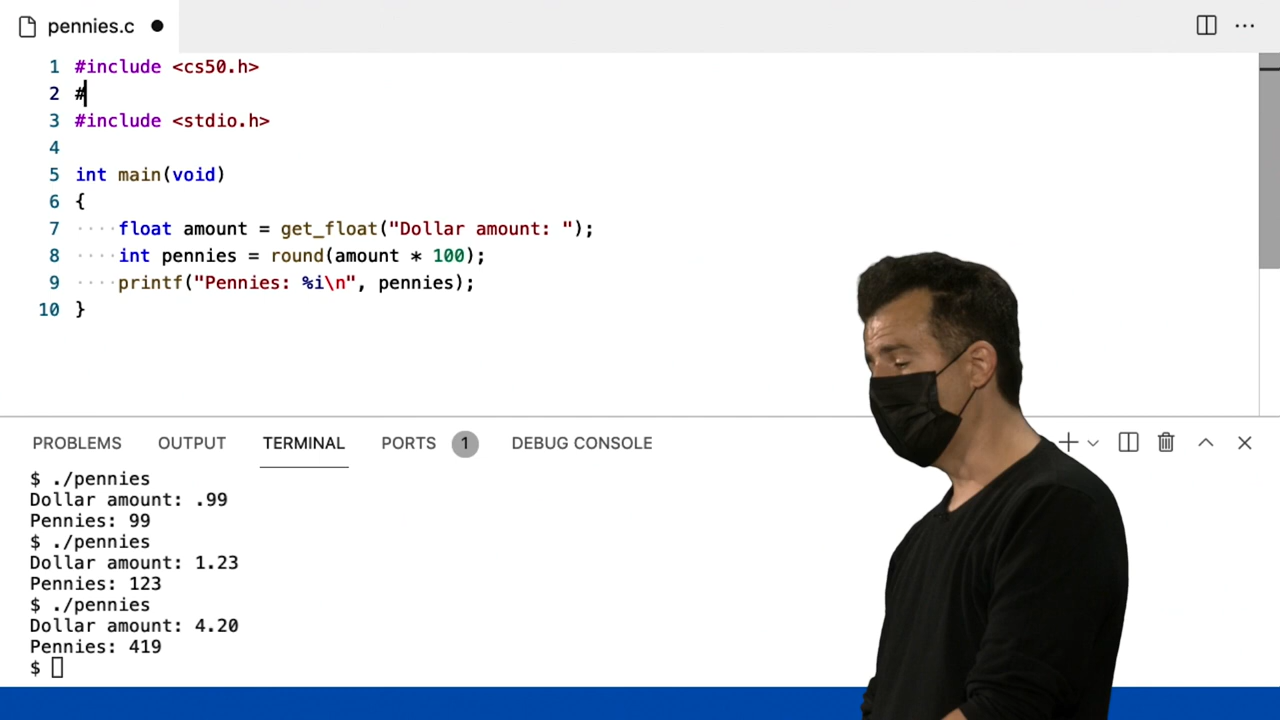 pennies.c
1 #include <cs50.h>
2 #
3 #include <stdio.h>
4
5 int main(void)
6 {
7 ····float amount = get_float("Dollar amount: ");
8 ····int pennies = round(amount * 100);
9 ····printf("Pennies: %i\n", pennies);
10 }
PROBLEMS OUTPUT TERMINAL PORTS 1 DEBUG CONSOLE
$ ./pennies
Dollar amount: .99
Pennies: 99
$ ./pennies
Dollar amount: 1.23
Pennies: 123
$ ./pennies
Dollar amount: 4.20
Pennies: 419
$